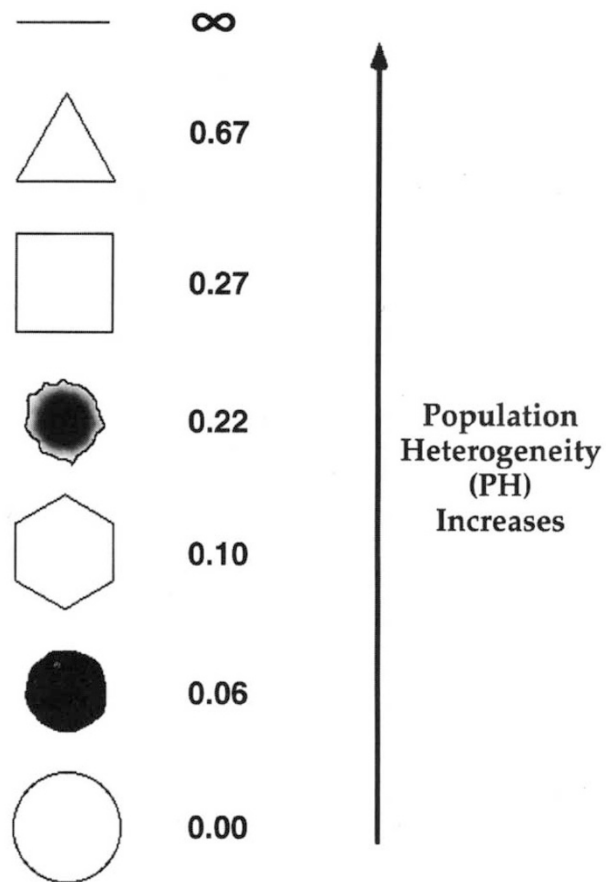 ∞
0.67
0.27
0.22
0.10
0.06
0.00
Population
Heterogeneity
(PH)
Increases